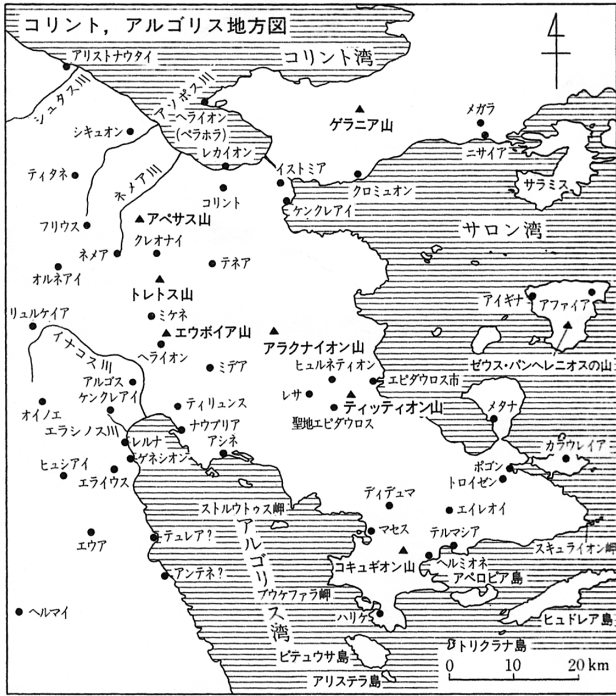 コリント，アルゴリス地方図
アリストナウタイ
コリント湾
シュタス川
アソポス川
ヘライオン
(ペラホラ)
ゲラニア山
メガラ
ニサイア
シキュオン
レカイオン
イストミア
クロミュオン
サラミス
ティタネ
ネメア川
コリント
ケンクレアイ
フリウス
アペサス山
サロン湾
クレオナイ
ネメア
テネア
オルネアイ
トレトス山
アイギナ
アファイア
リュルケイア
ミケネ
エウボイア山
アラクナイオン山
ヘライオン
ゼウス・パンヘレニオスの山
イナコス川
ミデア
ヒュルネティオン
エピダウロス市
アルゴス
ケンクレアイ
レサ
ティッティオン山
オイノエ
ティリュンス
聖地エピダウロス
メタナ
エラシノス川
ナウプリア
レルナ
アシネ
カラウレイア
ゲネシオン
ポゴン
ヒュシアイ
エライウス
トロイゼン
ディデュマ
ストルウトゥス岬
エイレオイ
エウア
テュレア？
マセス
テルマシア
スキュライオン岬
アルゴリス湾
コキュギオン山
ヘルミオネ
アンテネ？
アペロピア島
ブウケファラ岬
ヘルマイ
ハリケ
ヒュドレア島
トリクラナ島
ピテュウサ島
アリステラ島
0 10 20 km